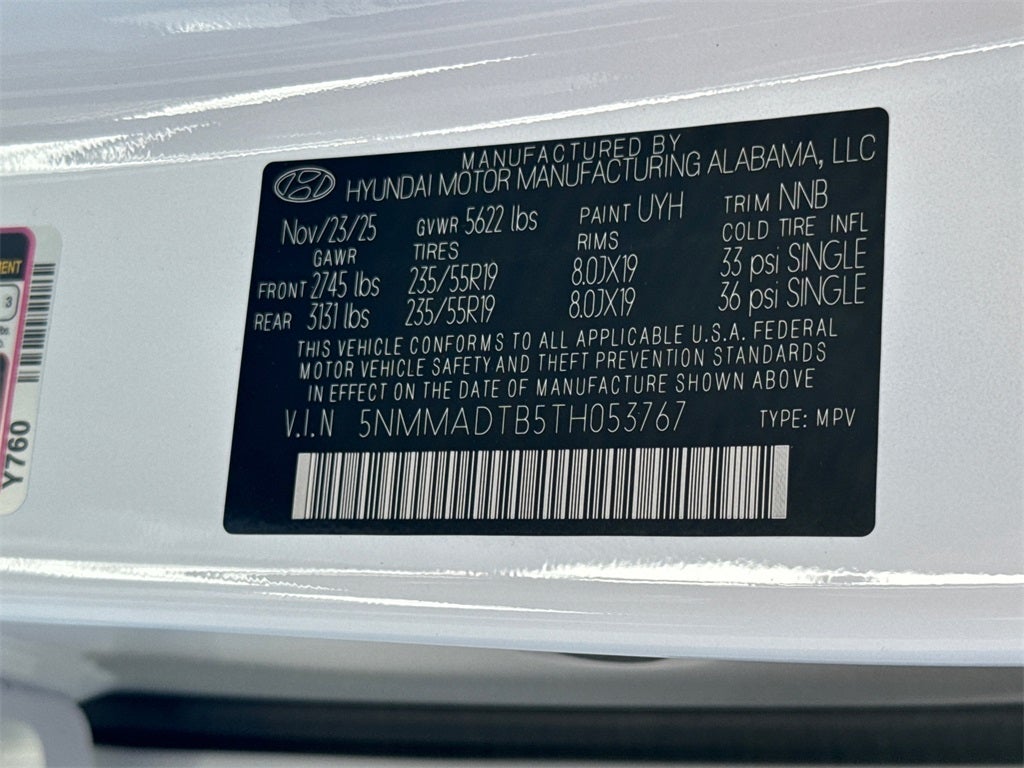 MANUFACTURED BY
HYUNDAI MOTOR MANUFACTURING ALABAMA, LLC
Nov/23/25 GVWR 5622 lbs PAINT UYH TRIM NNB
GAWR TIRES RIMS COLD TIRE INFL
FRONT 2745 lbs 235/55R19 8.0JX19 33 psi SINGLE
REAR 3131 lbs 235/55R19 8.0JX19 36 psi SINGLE
THIS VEHICLE CONFORMS TO ALL APPLICABLE U.S.A. FEDERAL
MOTOR VEHICLE SAFETY AND THEFT PREVENTION STANDARDS
IN EFFECT ON THE DATE OF MANUFACTURE SHOWN ABOVE
V.I.N 5NMMADTB5TH053767 TYPE: MPV
3
Y760